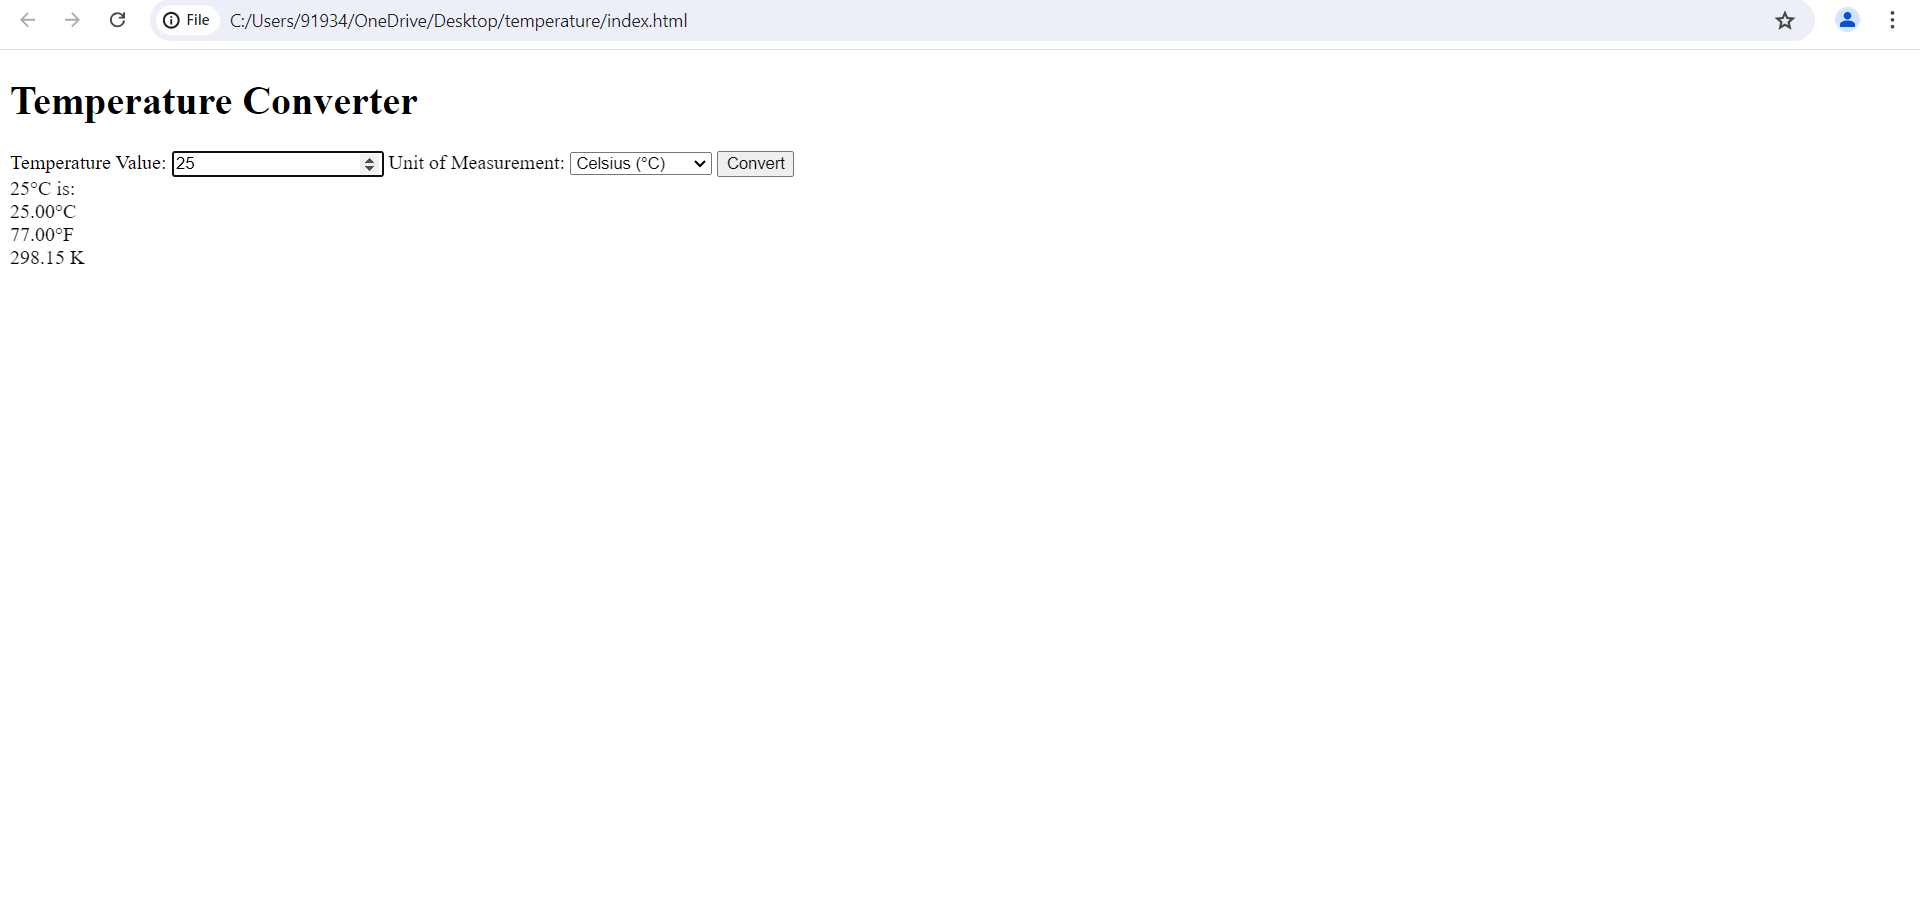 File C:/Users/91934/OneDrive/Desktop/temperature/index.html
Temperature Converter
Temperature Value: 25 Unit of Measurement: Celsius (°C) Convert
25°C is:
25.00°C
77.00°F
298.15 K